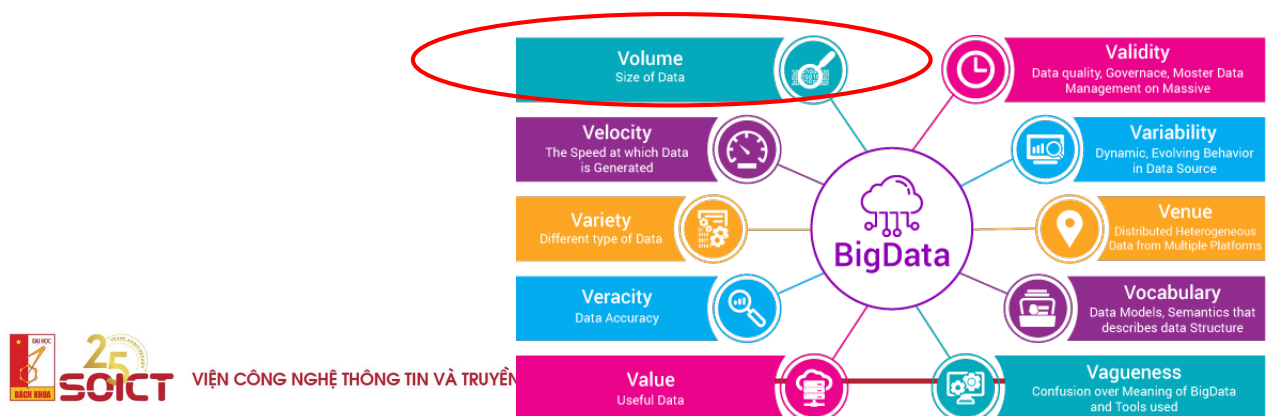 Volume
Size of Data
Velocity
The Speed at which Data
is Generated
Variety
Different type of Data
Veracity
Data Accuracy
Value
Useful Data
BigData
Validity
Data quality, Governace, Moster Data
Management on Massive
Variability
Dynamic, Evolving Behavior
in Data Source
Venue
Distributed Heterogeneous
Data from Multiple Platforms
Vocabulary
Data Models, Semantics that
describes data Structure
Vagueness
Confusion over Meaning of BigData
and Tools used
ĐẠI HỌC
BÁCH KHOA
25
YEARS ANNIVERSARY
SOICT
VIỆN CÔNG NGHỆ THÔNG TIN VÀ TRUYỀN